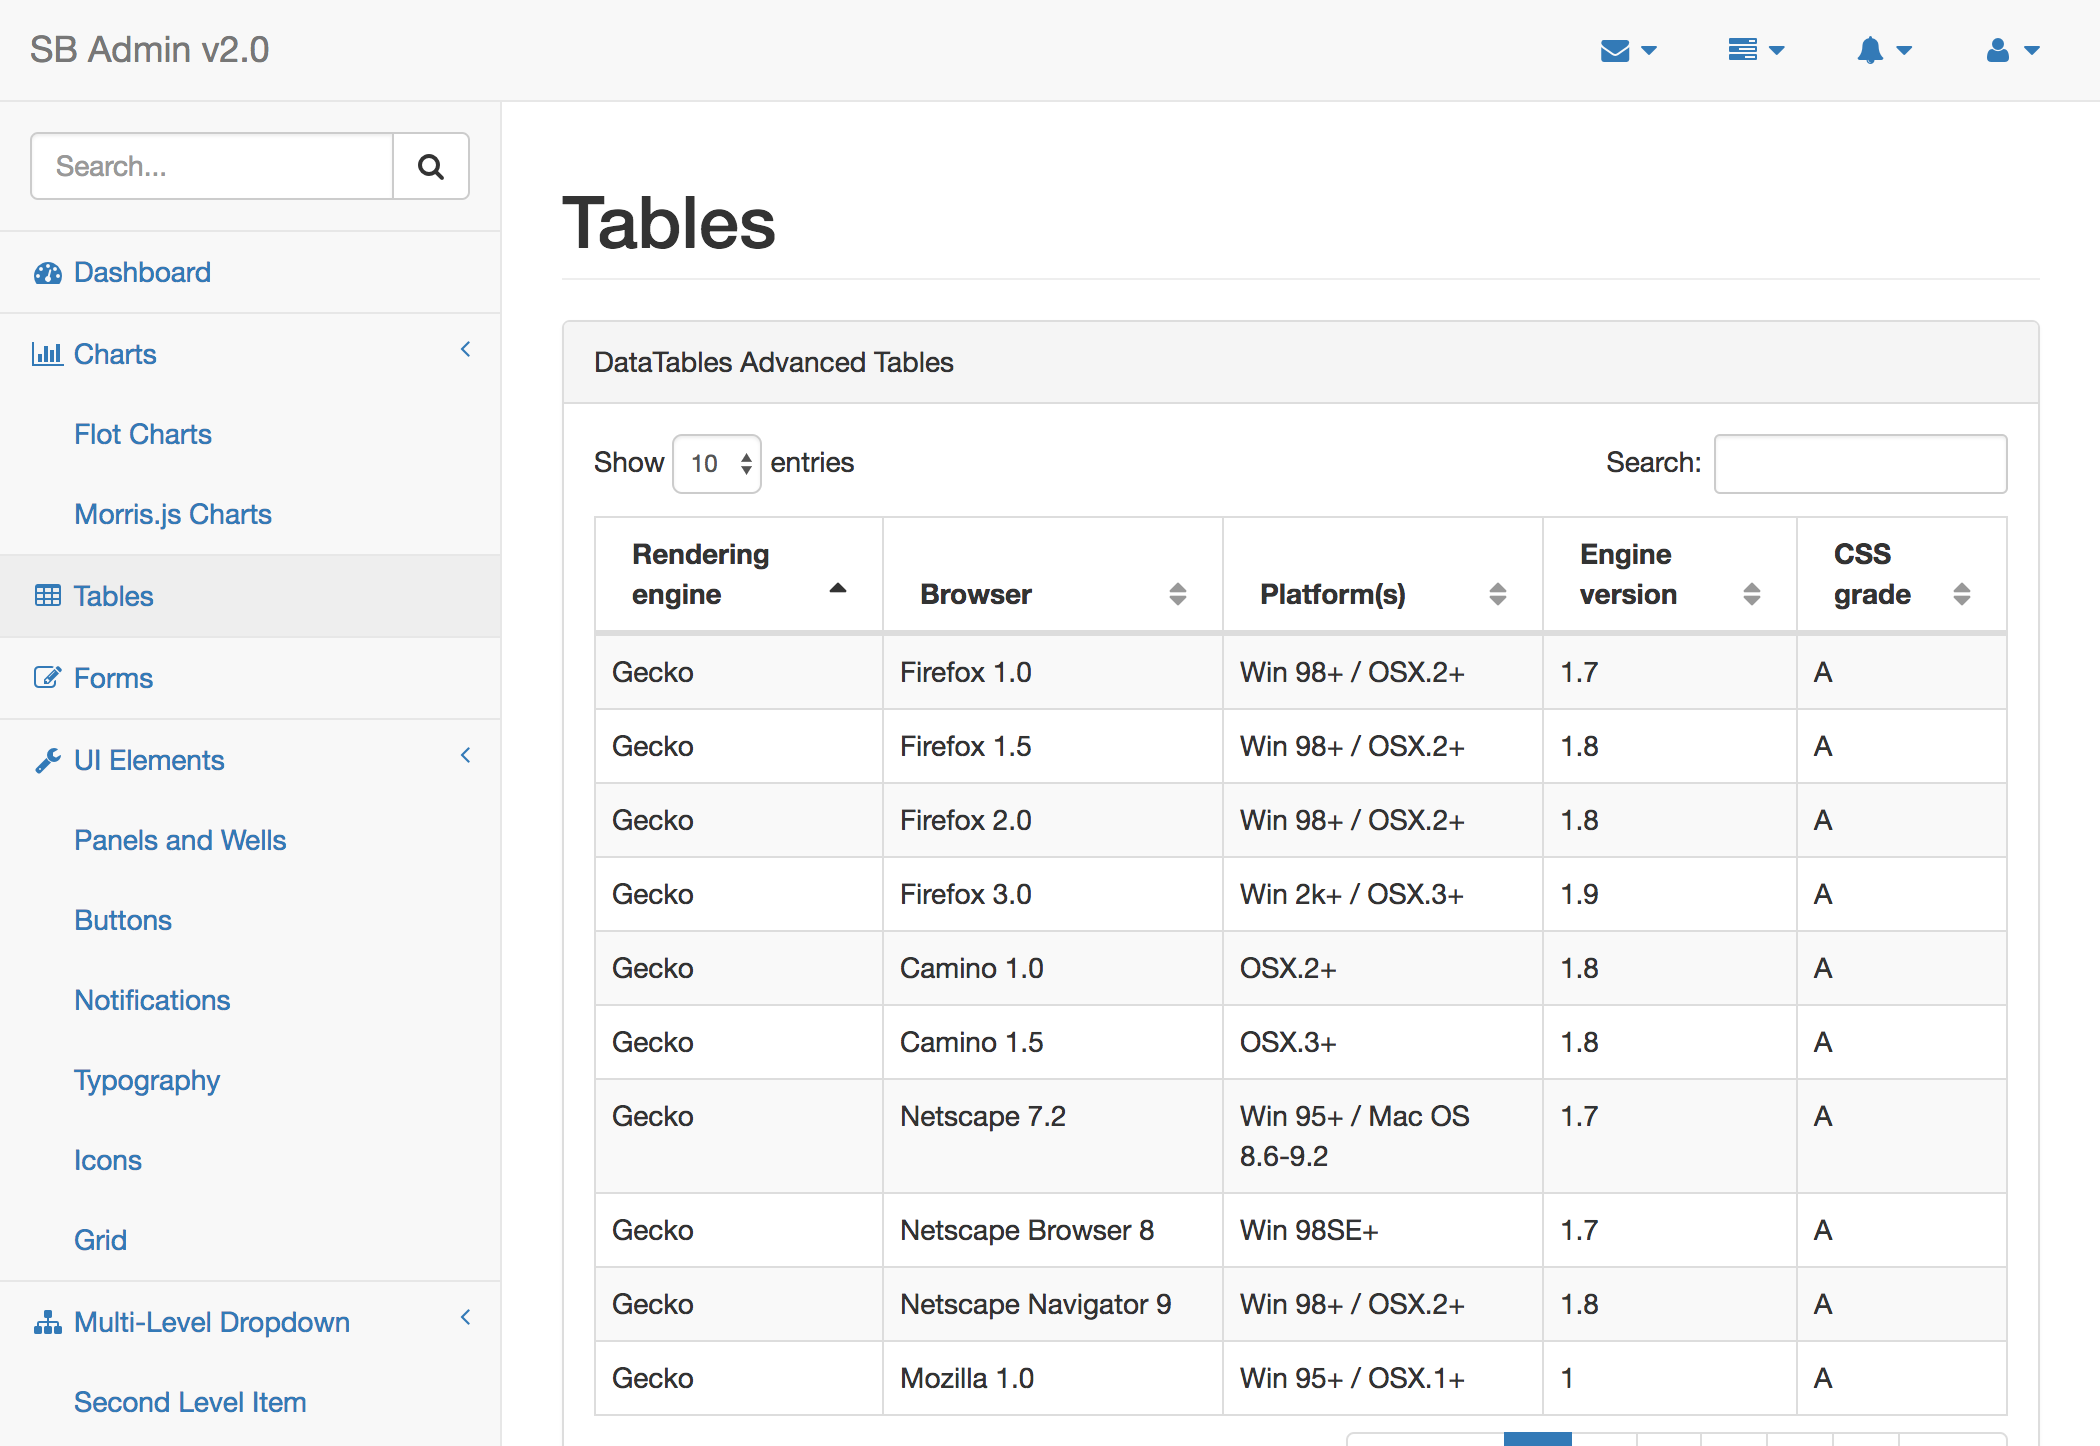 SB Admin v2.0
Search...
Dashboard
Charts
Flot Charts
Morris.js Charts
Tables
Forms
UI Elements
Panels and Wells
Buttons
Notifications
Typography
Icons
Grid
Multi-Level Dropdown
Second Level Item
Tables
DataTables Advanced Tables
Show 10 entries Search:
Rendering engine Browser Platform(s) Engine version CSS grade
Gecko Firefox 1.0 Win 98+ / OSX.2+ 1.7 A
Gecko Firefox 1.5 Win 98+ / OSX.2+ 1.8 A
Gecko Firefox 2.0 Win 98+ / OSX.2+ 1.8 A
Gecko Firefox 3.0 Win 2k+ / OSX.3+ 1.9 A
Gecko Camino 1.0 OSX.2+ 1.8 A
Gecko Camino 1.5 OSX.3+ 1.8 A
Gecko Netscape 7.2 Win 95+ / Mac OS 8.6-9.2 1.7 A
Gecko Netscape Browser 8 Win 98SE+ 1.7 A
Gecko Netscape Navigator 9 Win 98+ / OSX.2+ 1.8 A
Gecko Mozilla 1.0 Win 95+ / OSX.1+ 1 A